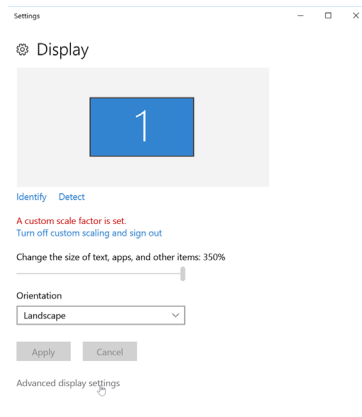 Settings
Display
1
Identify Detect
A custom scale factor is set.
Turn off custom scaling and sign out
Change the size of text, apps, and other items: 350%
Orientation
Landscape
Apply Cancel
Advanced display settings